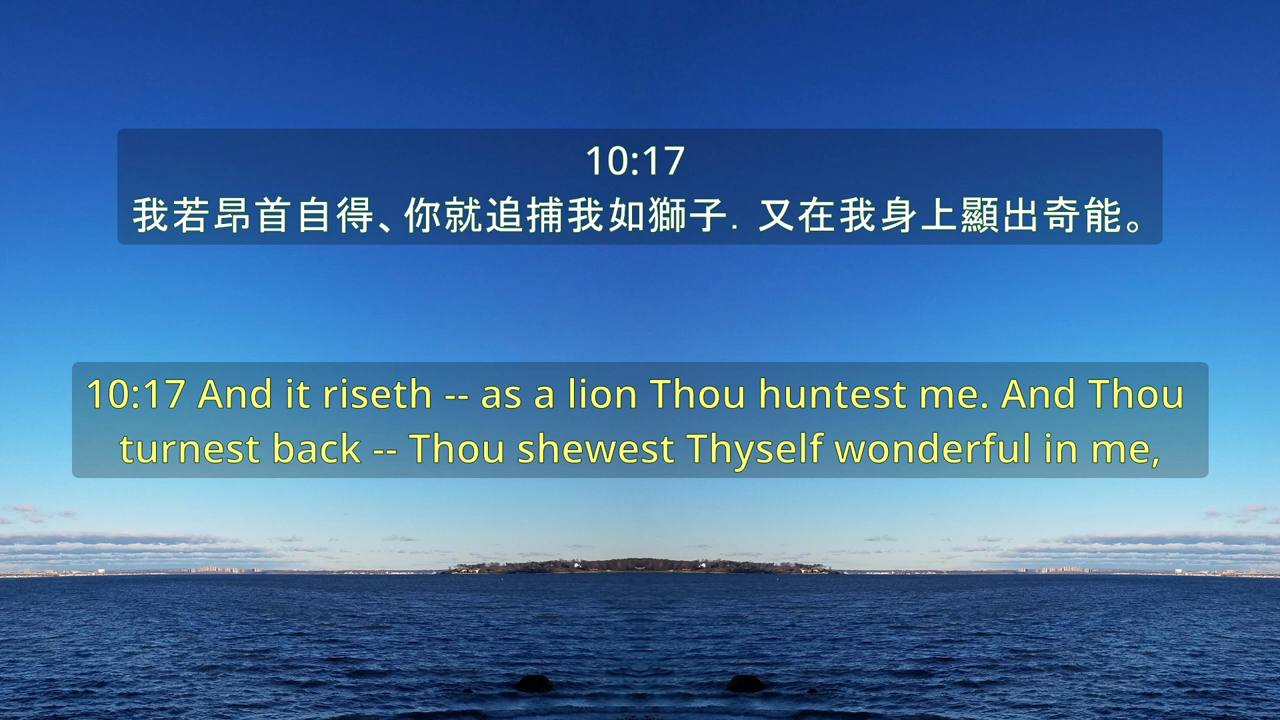 10:17
我若昂首自得、你就追捕我如獅子．又在我身上顯出奇能。
10:17 And it riseth -- as a lion Thou huntest me. And Thou
turnest back -- Thou shewest Thyself wonderful in me,